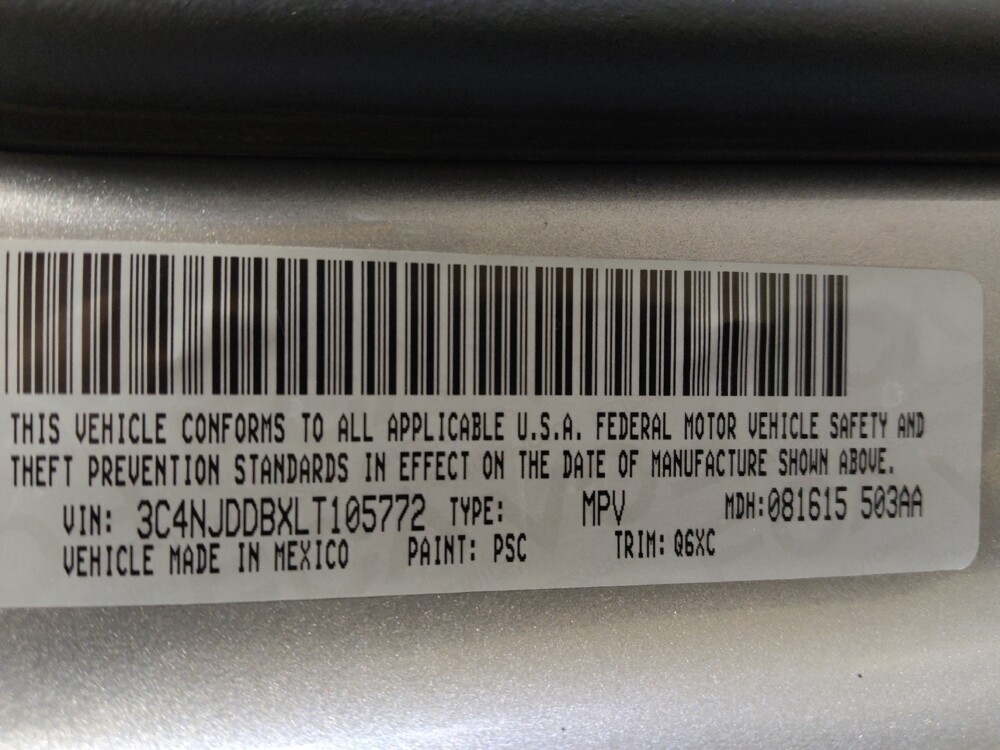 THIS VEHICLE CONFORMS TO ALL APPLICABLE U.S.A. FEDERAL MOTOR VEHICLE SAFETY AND
THEFT PREVENTION STANDARDS IN EFFECT ON THE DATE OF MANUFACTURE SHOWN ABOVE.
VIN: 3C4NJDDBXLT105772 TYPE: MPV MDH:081615 503AA
VEHICLE MADE IN MEXICO PAINT: PSC TRIM: Q6XC